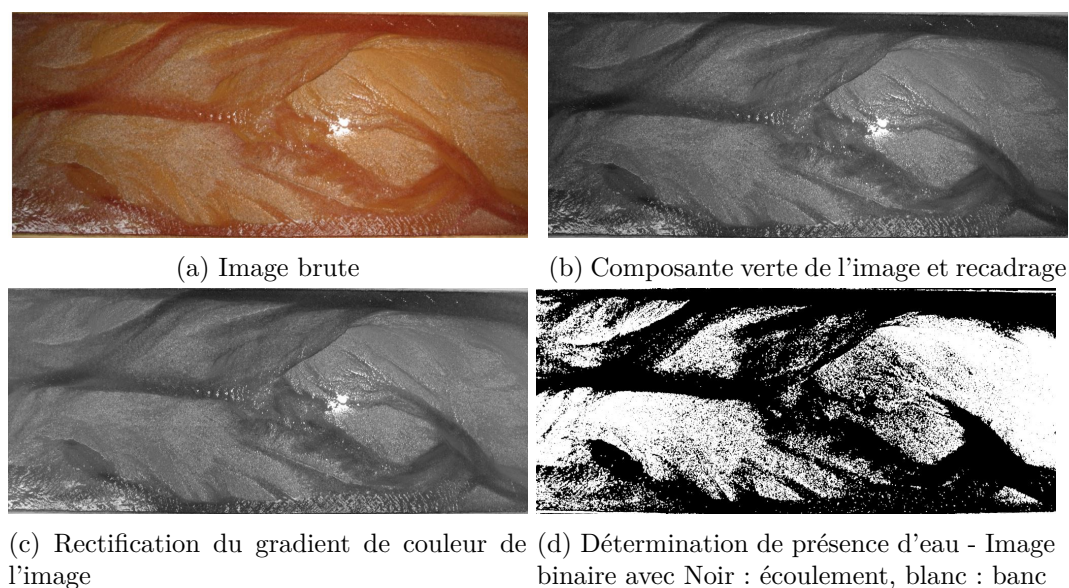 (a) Image brute
(b) Composante verte de l'image et recadrage
(c) Rectification du gradient de couleur de l'image
(d) Détermination de présence d'eau - Image binaire avec Noir : écoulement, blanc : banc